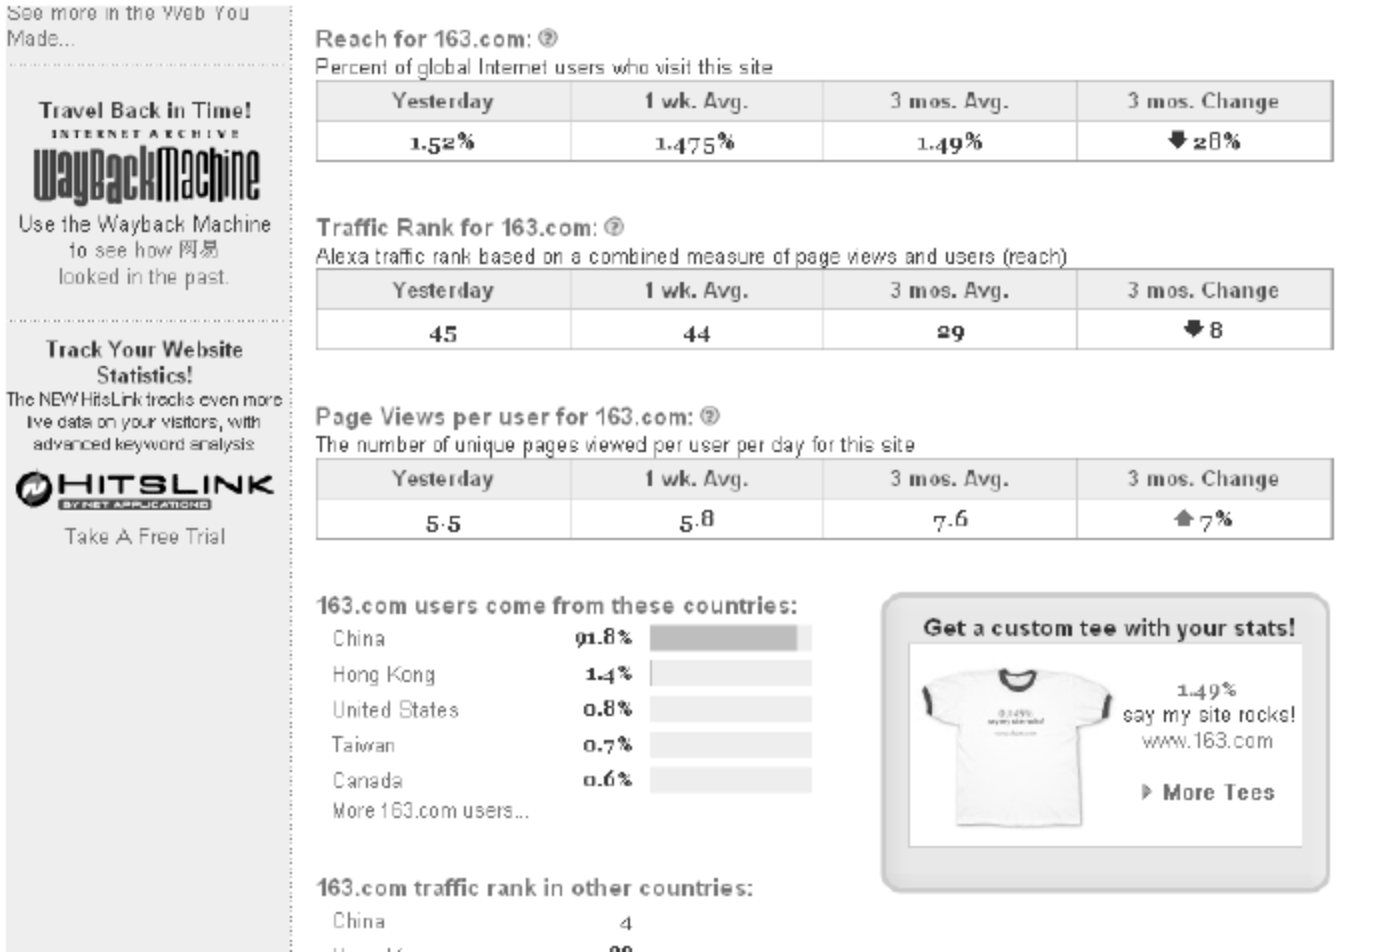 See more in the Web You
Made...
Travel Back in Time!
INTERNET ARCHIVE
WayBackMachine
Use the Wayback Machine
to see how 网易
looked in the past.
Track Your Website
Statistics!
The NEW HitsLink tracks even more
live data on your visitors, with
advanced keyword analysis
HITSLINK
BY NET APPLICATIONS
Take A Free Trial
Reach for 163.com: ?
Percent of global Internet users who visit this site
Yesterday 1 wk. Avg. 3 mos. Avg. 3 mos. Change
1.52% 1.475% 1.49% 28%
Traffic Rank for 163.com: ?
Alexa traffic rank based on a combined measure of page views and users (reach)
Yesterday 1 wk. Avg. 3 mos. Avg. 3 mos. Change
45 44 29 8
Page Views per user for 163.com: ?
The number of unique pages viewed per user per day for this site
Yesterday 1 wk. Avg. 3 mos. Avg. 3 mos. Change
5.5 5.8 7.6 7%
163.com users come from these countries:
China 91.8%
Hong Kong 1.4%
United States 0.8%
Taiwan 0.7%
Canada 0.6%
More 163.com users...
Get a custom tee with your stats!
1.49%
say my site rocks!
www.163.com
More Tees
163.com traffic rank in other countries:
China 4